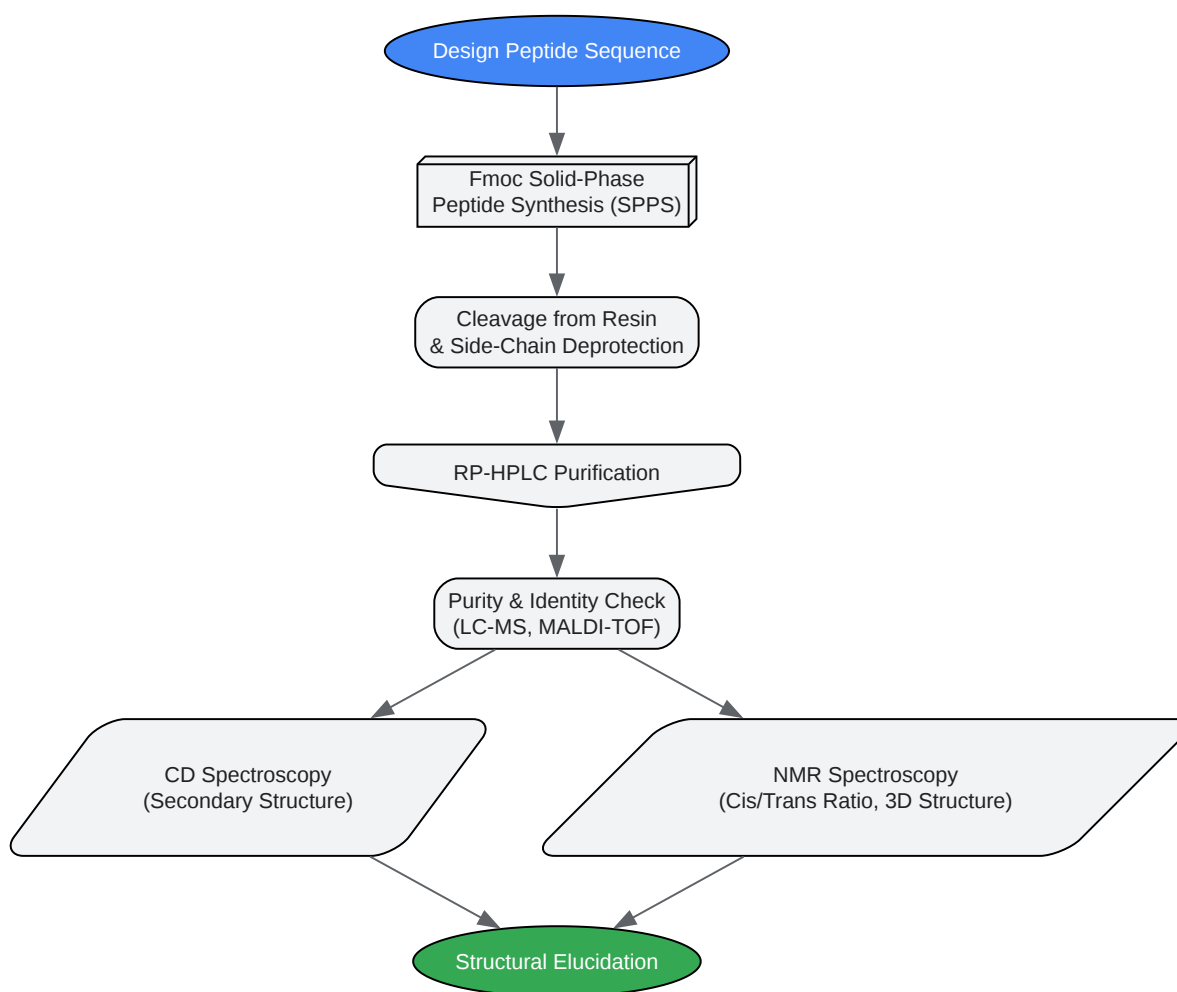 Design Peptide Sequence
Fmoc Solid-Phase
Peptide Synthesis (SPPS)
Cleavage from Resin
& Side-Chain Deprotection
RP-HPLC Purification
Purity & Identity Check
(LC-MS, MALDI-TOF)
CD Spectroscopy
(Secondary Structure)
NMR Spectroscopy
(Cis/Trans Ratio, 3D Structure)
Structural Elucidation